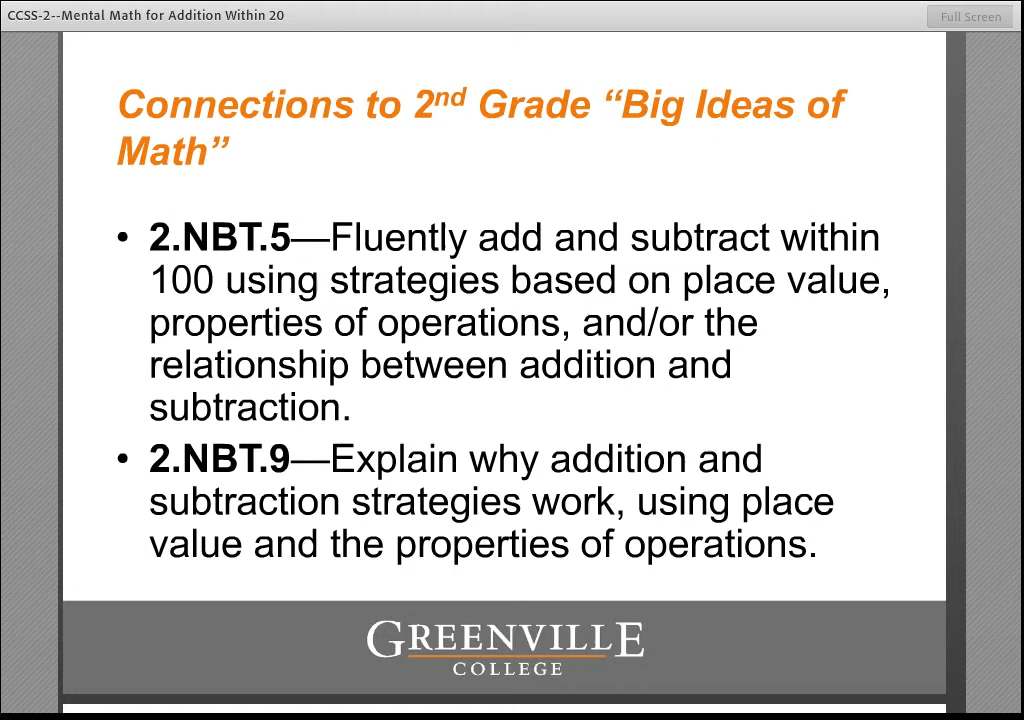 CCSS-2--Mental Math for Addition Within 20
Full Screen
Connections to 2nd Grade “Big Ideas of
Math”
• 2.NBT.5—Fluently add and subtract within
100 using strategies based on place value,
properties of operations, and/or the
relationship between addition and
subtraction.
• 2.NBT.9—Explain why addition and
subtraction strategies work, using place
value and the properties of operations.
GREENVILLE
COLLEGE